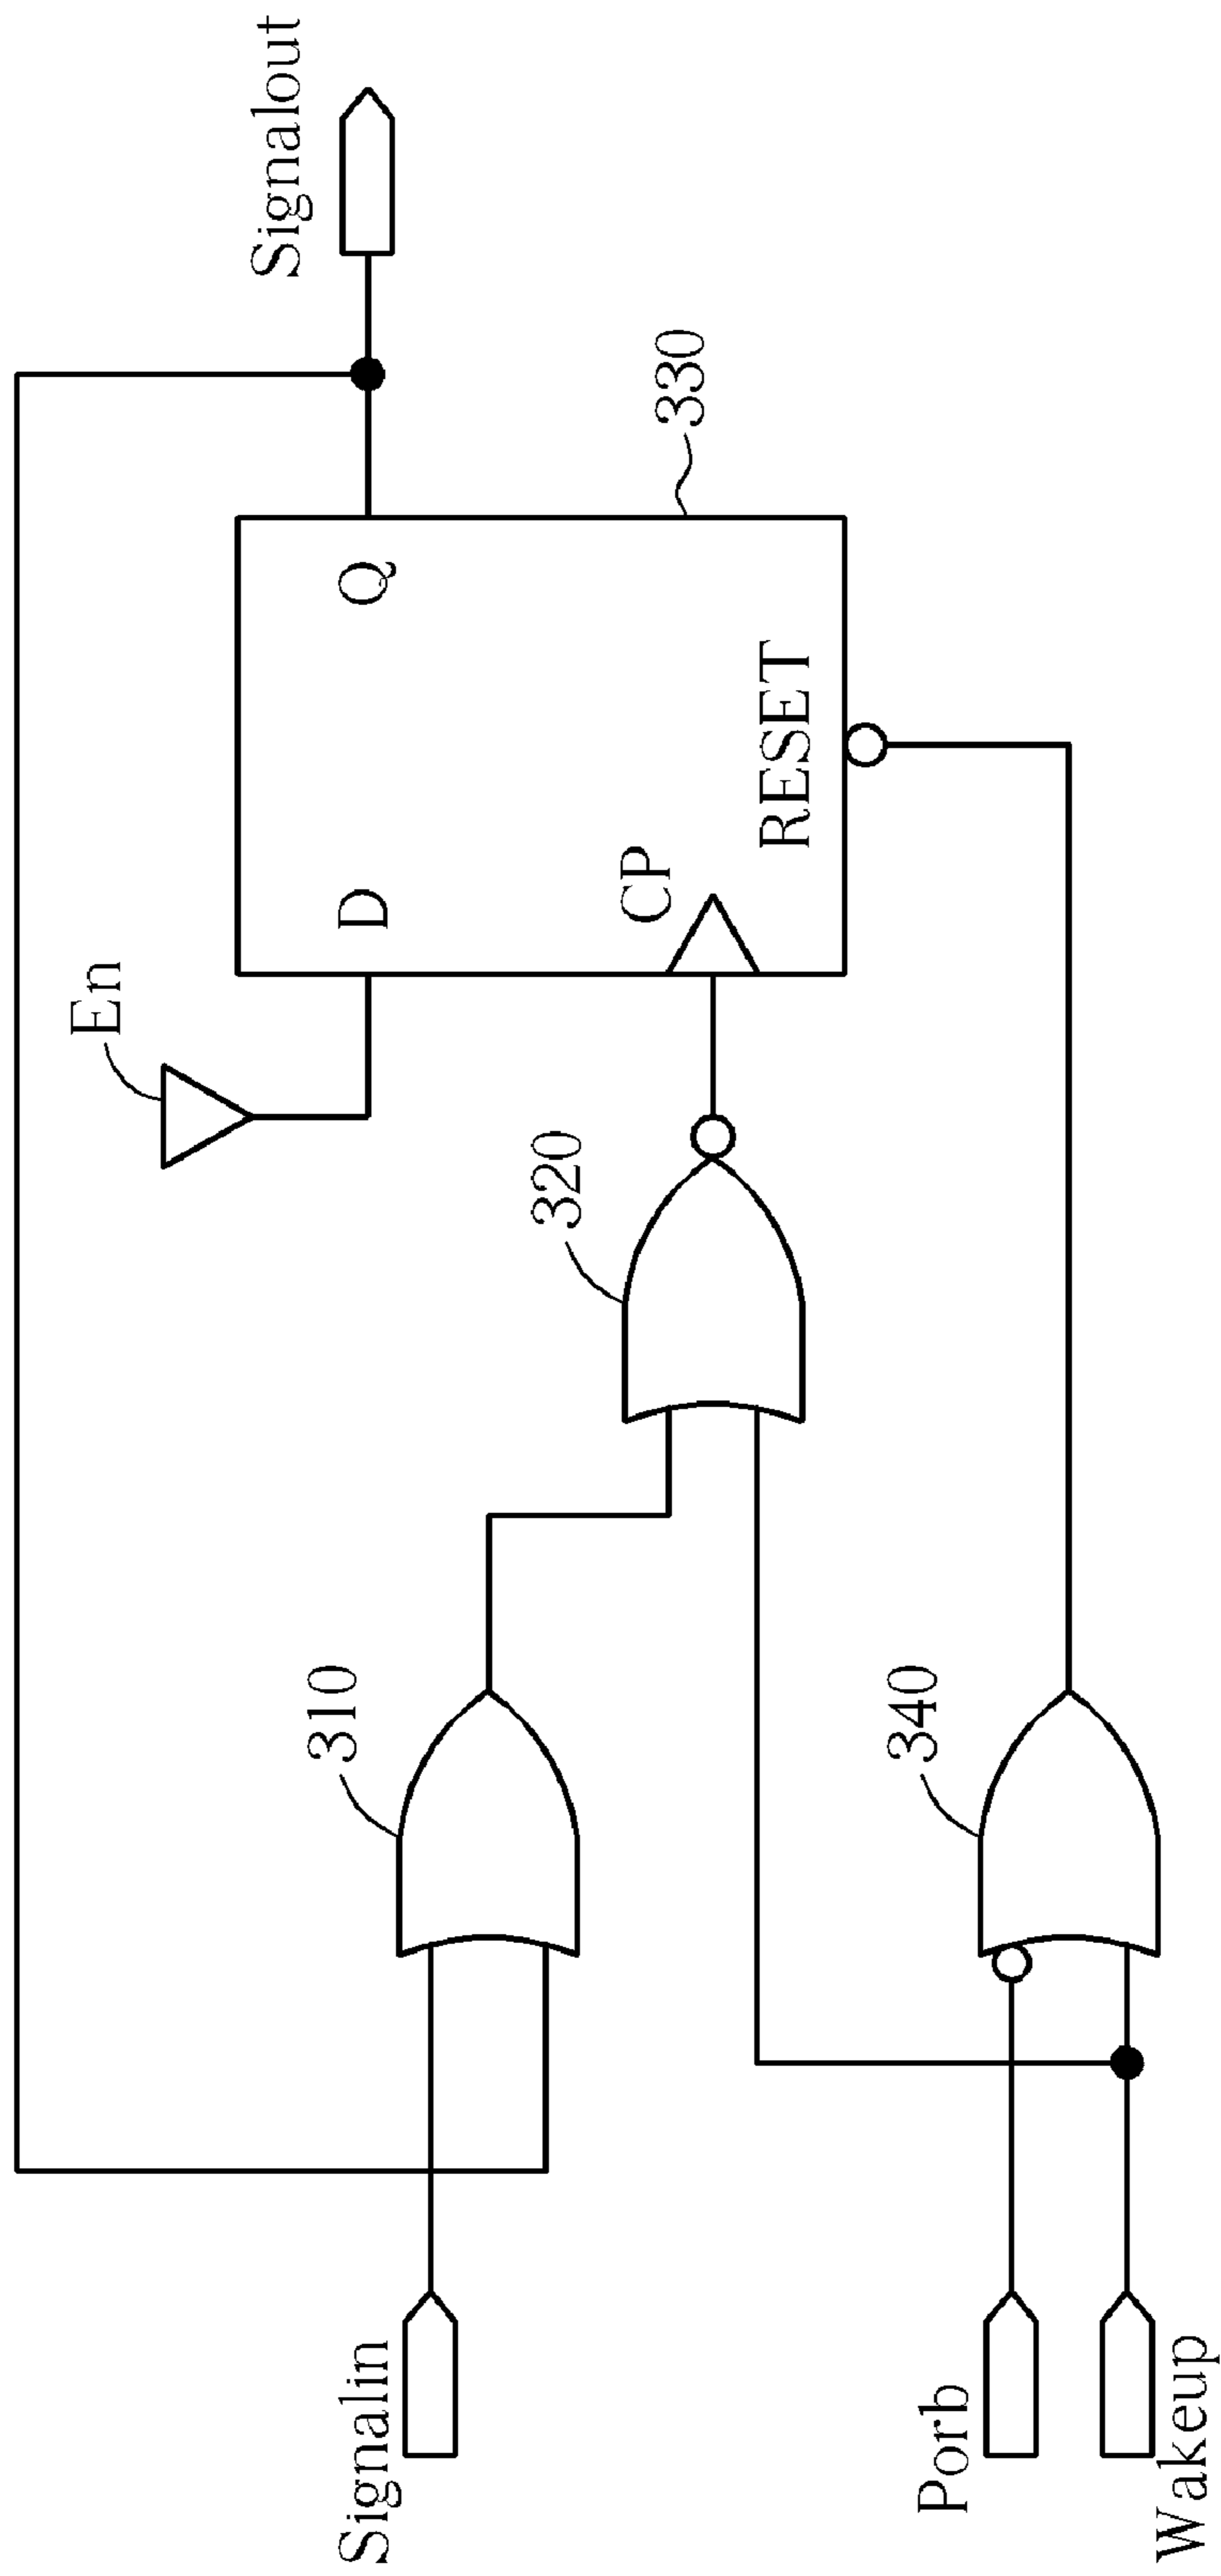 En
Signalout
D
Q
330
310
320
CP
RESET
Signalin
340
Porb
Wakeup